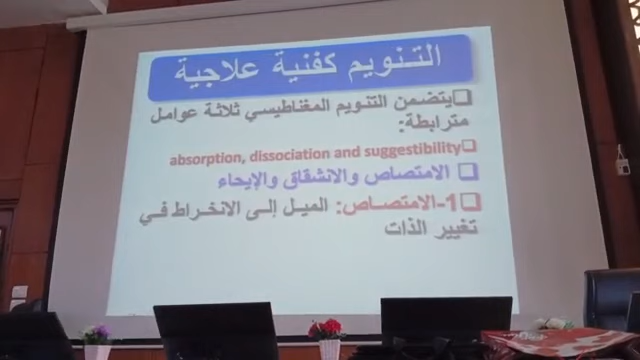 التنويم كفنية علاجية
يتضمن التنويم المغناطيسي ثلاثة عوامل
مترابطة:
absorption, dissociation and suggestibility
الامتصاص والانشقاق والإيحاء
1-الامتصاص: الميل إلى الانخراط في
تغيير الذات